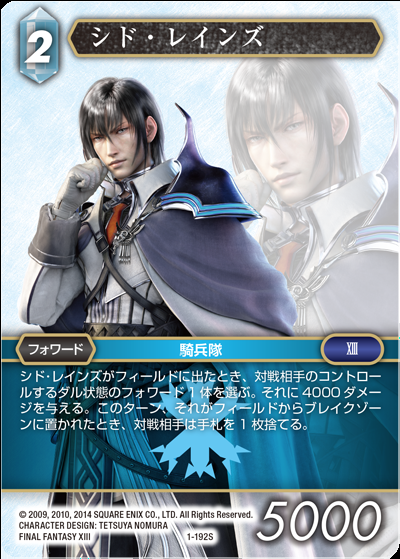 2
シド・レインズ
フォワード
騎兵隊
XIII
シド・レインズがフィールドに出たとき、対戦相手のコントロー
ルするダル状態のフォワード1体を選ぶ。それに4000ダメー
ジを与える。このターン、それがフィールドからブレイクゾー
ンに置かれたとき、対戦相手は手札を1枚捨てる。
© 2009, 2010, 2014 SQUARE ENIX CO., LTD. All Rights Reserved.
CHARACTER DESIGN: TETSUYA NOMURA
FINAL FANTASY XIII
1-192S
5000